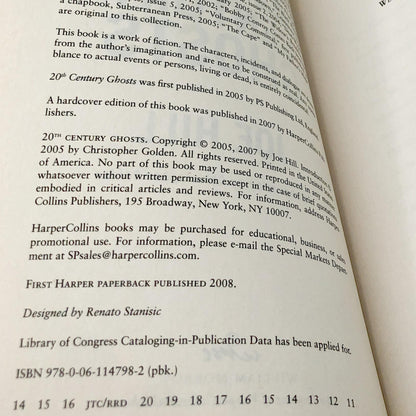 a chapbook, Subterranean Press, 2005; "Voluntary Committal,"
are original to this collection.
This book is a work of fiction. The characters, incidents, and dialogue
from the author's imagination and are not to be construed as real. Any
blance to actual events or persons, living or dead, is entirely
20th Century Ghosts was first published in 2005 by PS Publishing Ltd,
A hardcover edition of this book was published in 2007 by HarperCollins
lishers.
20TH CENTURY GHOSTS. Copyright © 2005, 2007 by Joe Hill.
2005 by Christopher Golden. All rights reserved. Printed in the United
of America. No part of this book may be used or reproduced in any
whatsoever without written permission except in the case of brief quotations
embodied in critical articles and reviews. For information, address Harper
Collins Publishers, 195 Broadway, New York, NY 10007.
HarperCollins books may be purchased for educational, business, or sales
promotional use. For information, please e-mail the Special Markets Depart
ment at SPsales@harpercollins.com.
FIRST HARPER PAPERBACK PUBLISHED 2008.
Designed by Renato Stanisic
Library of Congress Cataloging-in-Publication Data has been applied for.
ISBN 978-0-06-114798-2 (pbk.)
14 15 16 JTC/RRD 20 19 18 17 16 15 14 13 12 11